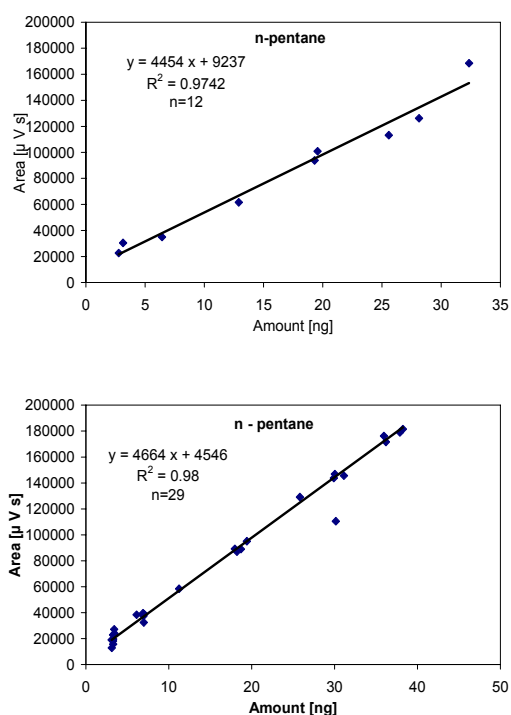 n-pentane
y = 4454 x + 9237
R² = 0.9742
n=12
200000
180000
160000
140000
120000
100000
80000
60000
40000
20000
0
Area [µ V s]
0 5 10 15 20 25 30 35
Amount [ng]
n - pentane
y = 4664 x + 4546
R² = 0.98
n=29
200000
180000
160000
140000
120000
100000
80000
60000
40000
20000
0
Area [µ V s]
0 10 20 30 40 50
Amount [ng]